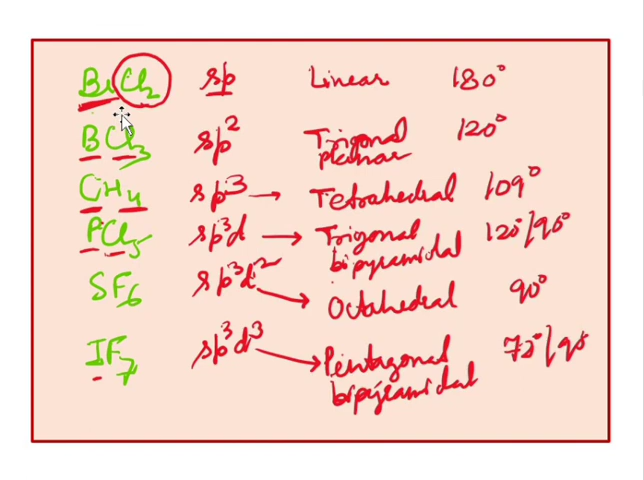 BeCl2 sp Linear 180°
BCl3 sp2 Trigonal planar 120°
CH4 sp3 → Tetrahedral 109°
PCl5 sp3d → Trigonal bipyramidal 120°/90°
SF6 sp3d2 → Octahedral 90°
IF7 sp3d3 → Pentagonal bipyramidal 72°/90°